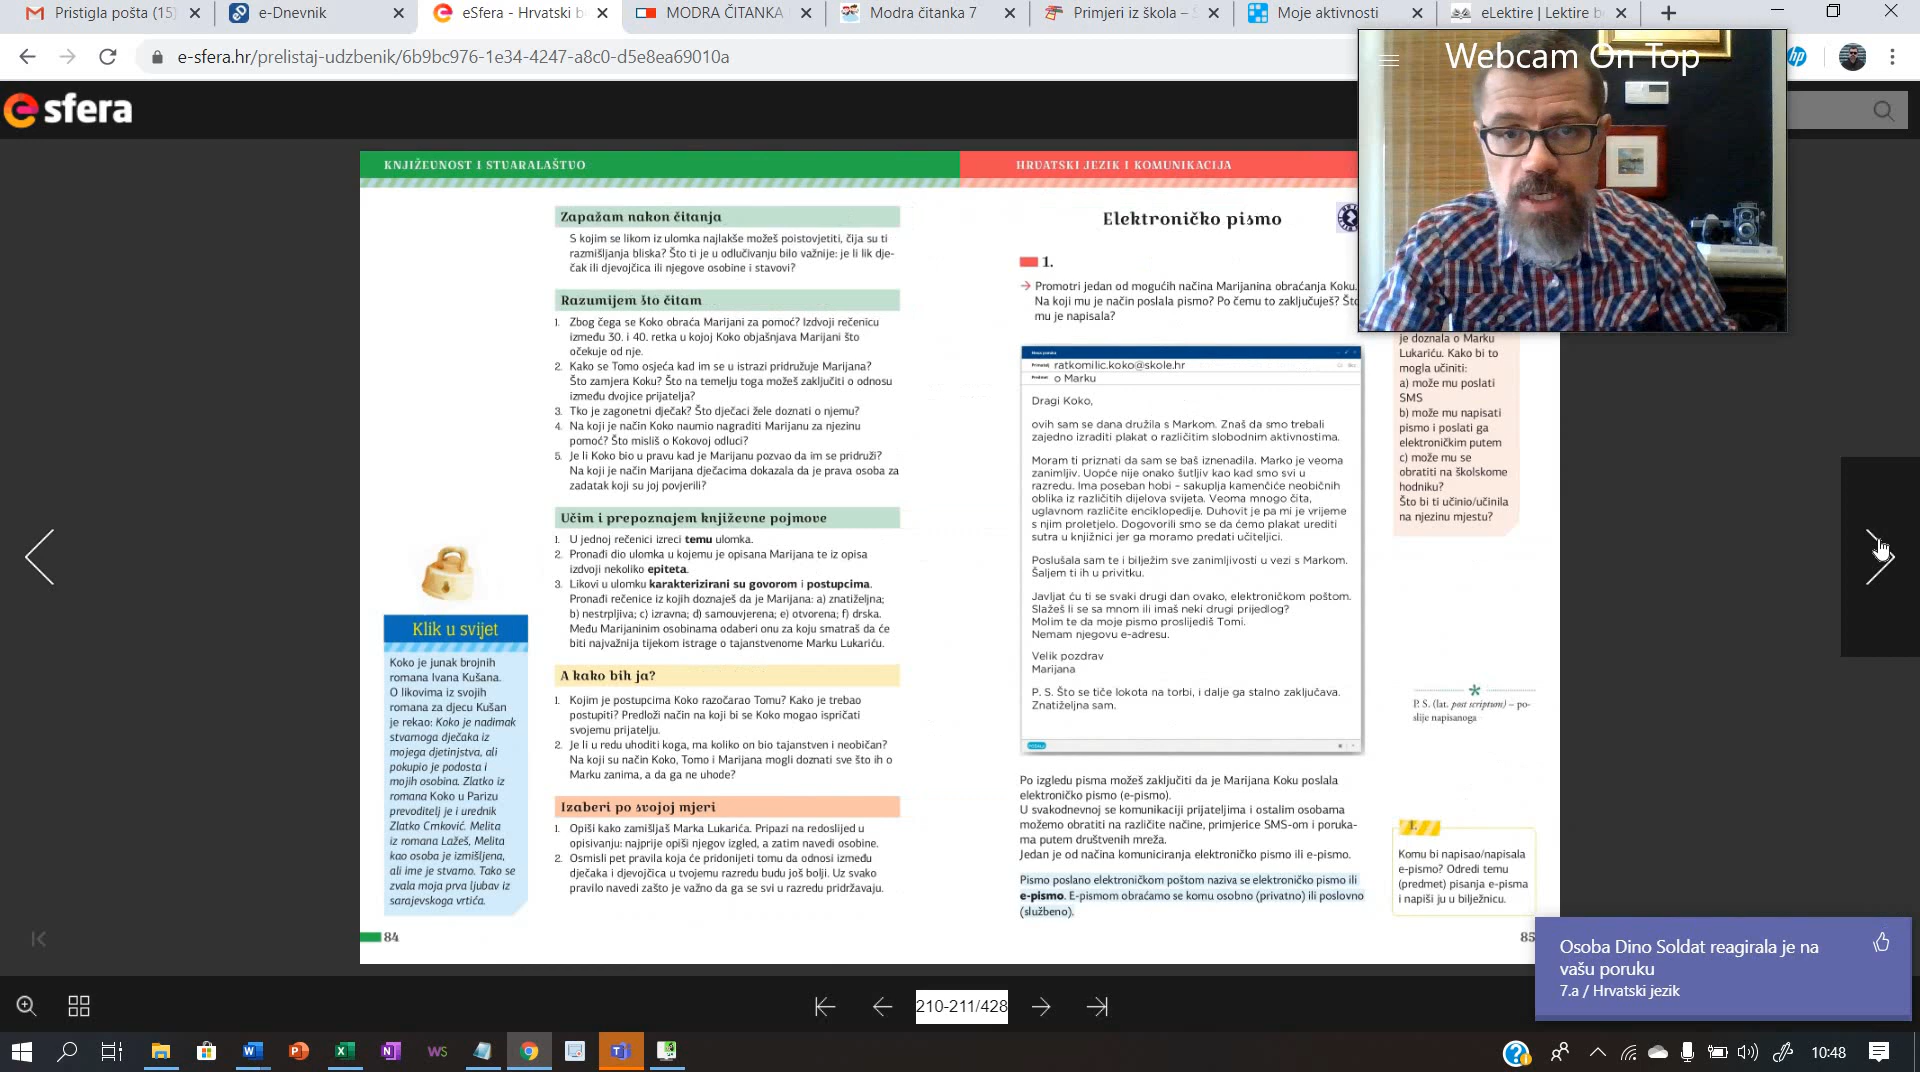 Pristigla pošta (15)
e-Dnevnik
eSfera - Hrvatski b
MODRA ČITANKA
Modra čitanka 7
Primjeri iz škola –
Moje aktivnosti
eLektire | Lektire b
e-sfera.hr/prelistaj-udzbenik/6b9bc976-1e34-4247-a8c0-d5e8ea69010a
Webcam On Top
sfera
KNJIŽEVNOST I STVARALAŠTVO
Zapažam nakon čitanja
S kojim se likom iz ulomka najlakše možeš poistovjetiti, čija su ti
razmišljanja bliska? Što ti je u odlučivanju bilo važnije: je li lik dje-
čak ili djevojčica ili njegove osobine i stavovi?
Razumijem što čitam
1. Zbog čega se Koko obraća Marijani za pomoć? Izdvoji rečenicu
između 30. i 40. retka u kojoj Koko objašnjava Marijani što
očekuje od nje.
2. Kako se Tomo osjeća kad im se u istrazi pridružuje Marijana?
Što zamjera Koku? Što na temelju toga možeš zaključiti o odnosu
između dvojice prijatelja?
3. Tko je zagonetni dječak? Što dječaci žele doznati o njemu?
4. Na koji je način Koko naumio nagraditi Marijanu za njezinu
pomoć? Što misliš o Kokovoj odluci?
5. Je li Koko bio u pravu kad je Marijanu pozvao da im se pridruži?
Na koji je način Marijana dječacima dokazala da je prava osoba za
zadatak koji su joj povjerili?
Učim i prepoznajem književne pojmove
1. U jednoj rečenici izreci temu ulomka.
2. Pronađi dio ulomka u kojemu je opisana Marijana te iz opisa
izdvoji nekoliko epiteta.
3. Likovi u ulomku karakterizirani su govorom i postupcima.
Pronađi rečenice iz kojih doznaješ da je Marijana: a) znatiželjna;
b) nestrpljiva; c) izravna; d) samouvjerena; e) otvorena; f) drska.
Među Marijaninim osobinama odaberi onu za koju smatraš da će
biti najvažnija tijekom istrage o tajanstvenome Marku Lukariću.
A kako bih ja?
1. Kojim je postupcima Koko razočarao Tomu? Kako je trebao
postupiti? Predloži način na koji bi se Koko mogao ispričati
svojemu prijatelju.
2. Je li u redu uhoditi koga, ma koliko on bio tajanstven i neobičan?
Na koji su način Koko, Tomo i Marijana mogli doznati sve što ih o
Marku zanima, a da ga ne uhode?
Izaberi po svojoj mjeri
1. Opiši kako zamišljaš Marka Lukarića. Pripazi na redoslijed u
opisivanju: najprije opiši njegov izgled, a zatim navedi osobine.
2. Osmisli pet pravila koja će pridonijeti tomu da odnosi između
dječaka i djevojčica u tvojemu razredu budu još bolji. Uz svako
pravilo navedi zašto je važno da ga se svi u razredu pridržavaju.
Klik u svijet
Koko je junak brojnih
romana Ivana Kušana.
O likovima iz svojih
romana za djecu Kušan
je rekao: Koko je nadimak
stvarnoga dječaka iz
mojega djetinjstva, ali
pokupio je podosta i
mojih osobina. Zlatko iz
romana Koko u Parizu
prevoditelj je i urednik
Zlatko Crnković. Melita
iz romana Lažeš, Melita
kao osoba je izmišljena,
ali ime je stvarno. Tako se
zvala moja prva ljubav iz
sarajevskoga vrtića.
84
HRVATSKI JEZIK I KOMUNIKACIJA
Elektroničko pismo
1.
Promotri jedan od mogućih načina Marijanina obraćanja Koku.
Na koji mu je način poslala pismo? Po čemu to zaključuješ? Što
mu je napisala?
Primatelj ratkomilic.koko@skole.hr
Predmet o Marku
Dragi Koko,
ovih sam se dana družila s Markom. Znaš da smo trebali
zajedno izraditi plakat o različitim slobodnim aktivnostima.
Moram ti priznati da sam se baš iznenadila. Marko je veoma
zanimljiv. Uopće nije onako šutljiv kao kad smo svi u
razredu. Ima poseban hobi – sakuplja kamenčiće neobičnih
oblika iz različitih dijelova svijeta. Veoma mnogo čita,
uglavnom različite enciklopedije. Duhovit je pa mi je vrijeme
s njim proletjelo. Dogovorili smo se da ćemo plakat urediti
sutra u knjižnici jer ga moramo predati učiteljici.
Poslušala sam te i bilježim sve zanimljivosti u vezi s Markom.
Šaljem ti ih u privitku.
Javljat ću ti se svaki drugi dan ovako, elektroničkom poštom.
Slažeš li se sa mnom ili imaš neki drugi prijedlog?
Molim te da moje pismo proslijediš Tomi.
Nemam njegovu e-adresu.
Velik pozdrav
Marijana
P. S. Što se tiče lokota na torbi, i dalje ga stalno zaključava.
Znatiželjna sam.
Po izgledu pisma možeš zaključiti da je Marijana Koku poslala
elektroničko pismo (e-pismo).
U svakodnevnoj se komunikaciji prijateljima i ostalim osobama
možemo obratiti na različite načine, primjerice SMS-om i poruka-
ma putem društvenih mreža.
Jedan je od načina komuniciranja elektroničko pismo ili e-pismo.
Pismo poslano elektroničkom poštom naziva se elektroničko pismo ili
e-pismo. E-pismom obraćamo se komu osobno (privatno) ili poslovno
(službeno).
je doznala o Marku
Lukariću. Kako bi to
mogla učiniti:
a) može mu poslati
SMS
b) može mu napisati
pismo i poslati ga
elektroničkim putem
c) može mu se
obratiti na školskome
hodniku?
Što bi ti učinio/učinila
na njezinu mjestu?
P. S. (lat. post scriptum) – po-
slije napisanoga
1.
Komu bi napisao/napisala
e-pismo? Odredi temu
(predmet) pisanja e-pisma
i napiši ju u bilježnicu.
85
Osoba Dino Soldat reagirala je na
vašu poruku
7.a / Hrvatski jezik
210-211/428
10:48